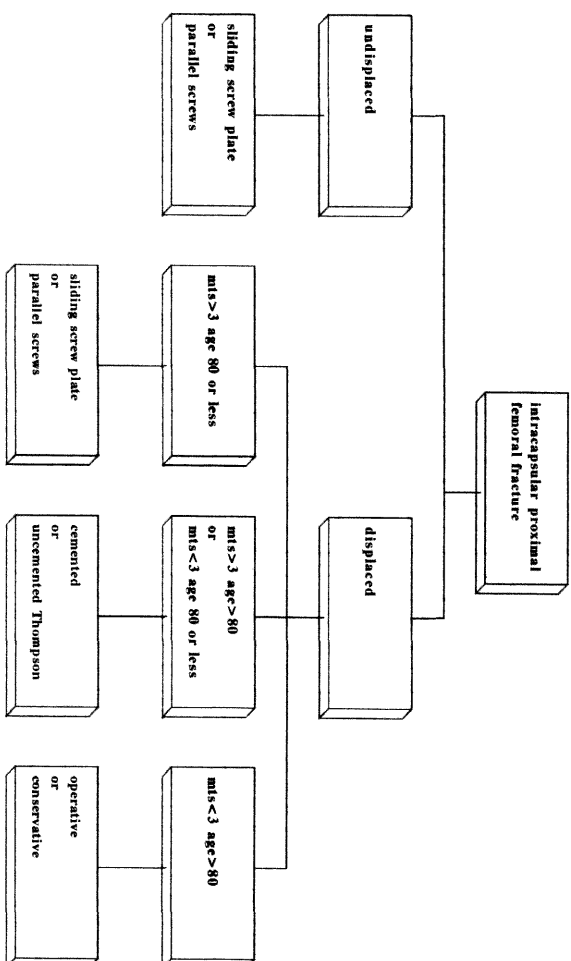 intracapsular proximal
femoral fracture
undisplaced
displaced
sliding screw plate
or
parallel screws
mts>3 age 80 or less
mts>3 age>80
or
mts<3 age 80 or less
mts<3 age>80
sliding screw plate
or
parallel screws
cemented
or
uncemented Thompson
operative
or
conservative